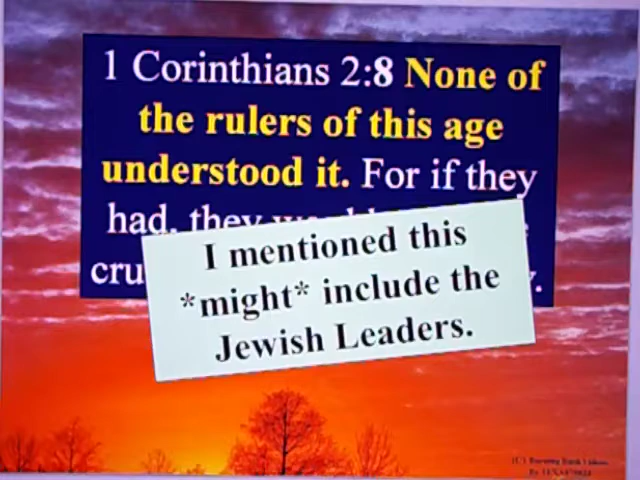 1 Corinthians 2:8 None of
the rulers of this age
understood it. For if they
had, they
cru
I mentioned this
*might* include the
Jewish Leaders.